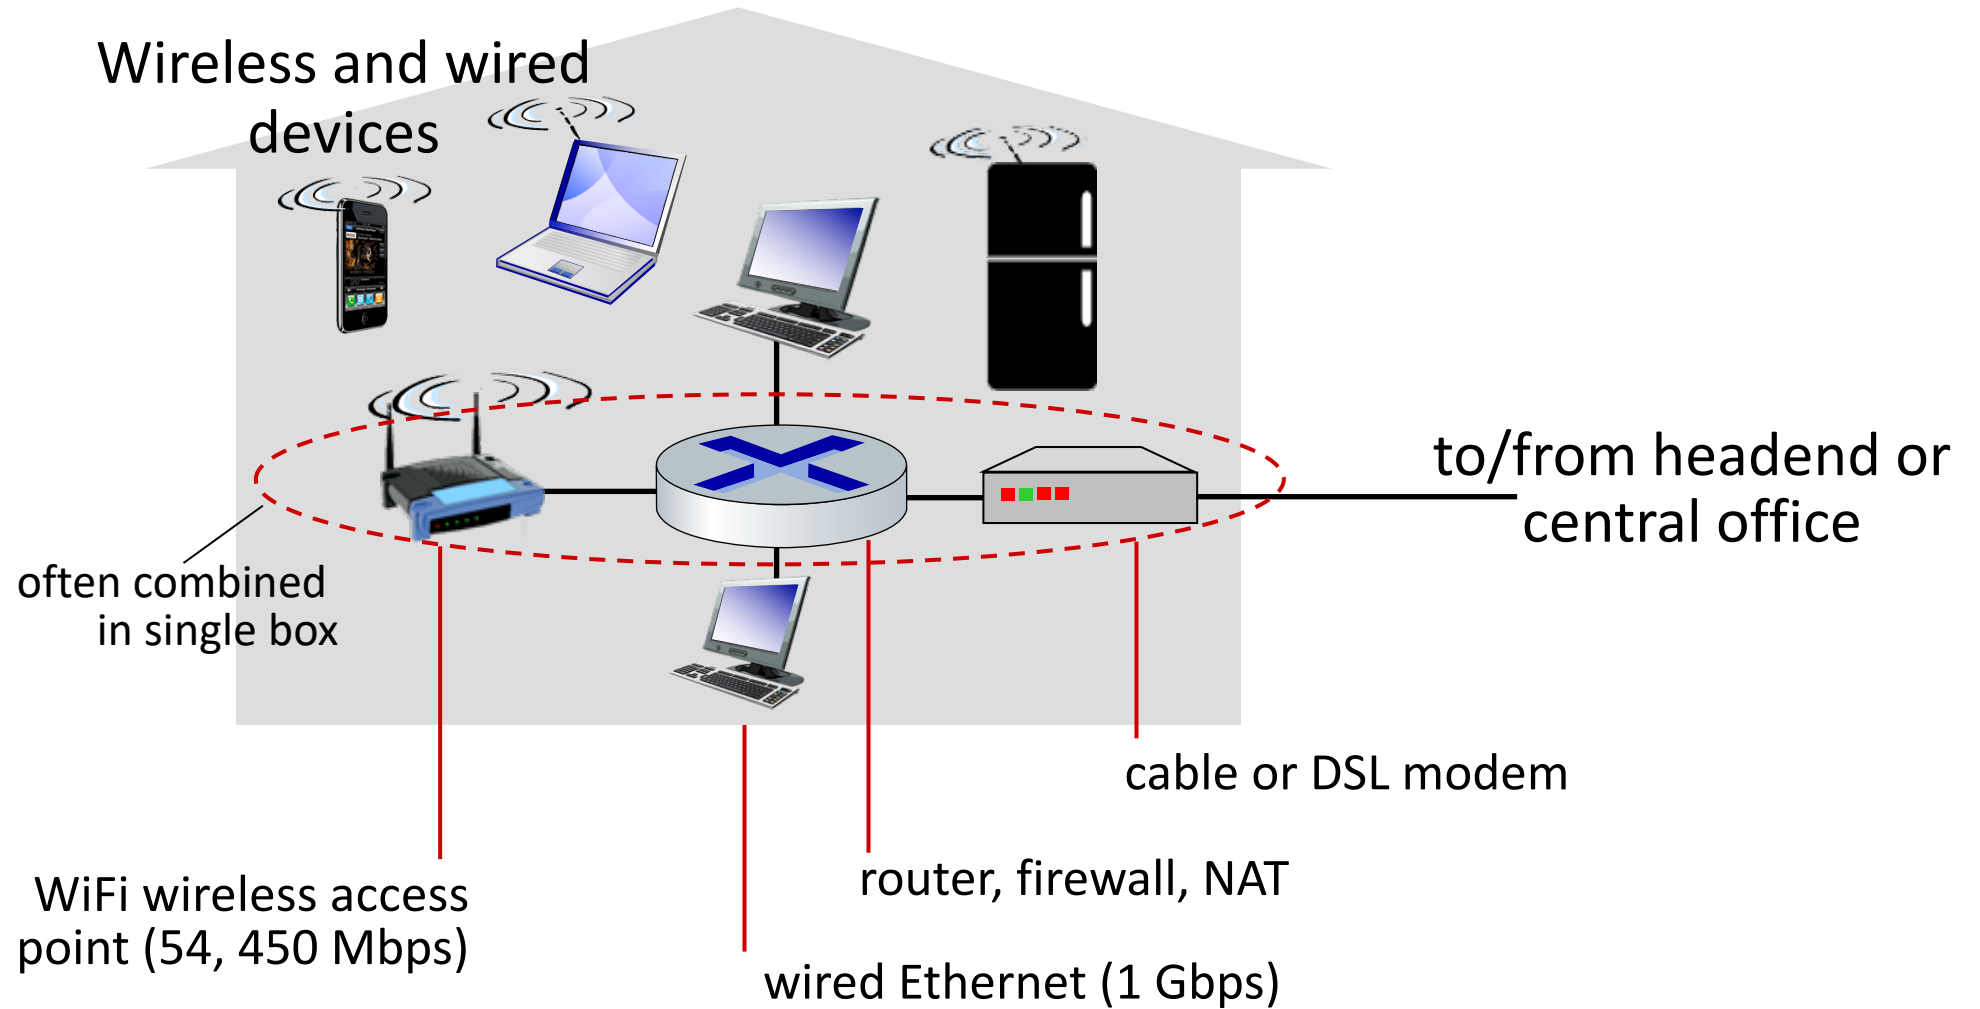 Wireless and wired
devices
to/from headend or
central office
often combined
in single box
cable or DSL modem
router, firewall, NAT
WiFi wireless access
point (54, 450 Mbps)
wired Ethernet (1 Gbps)